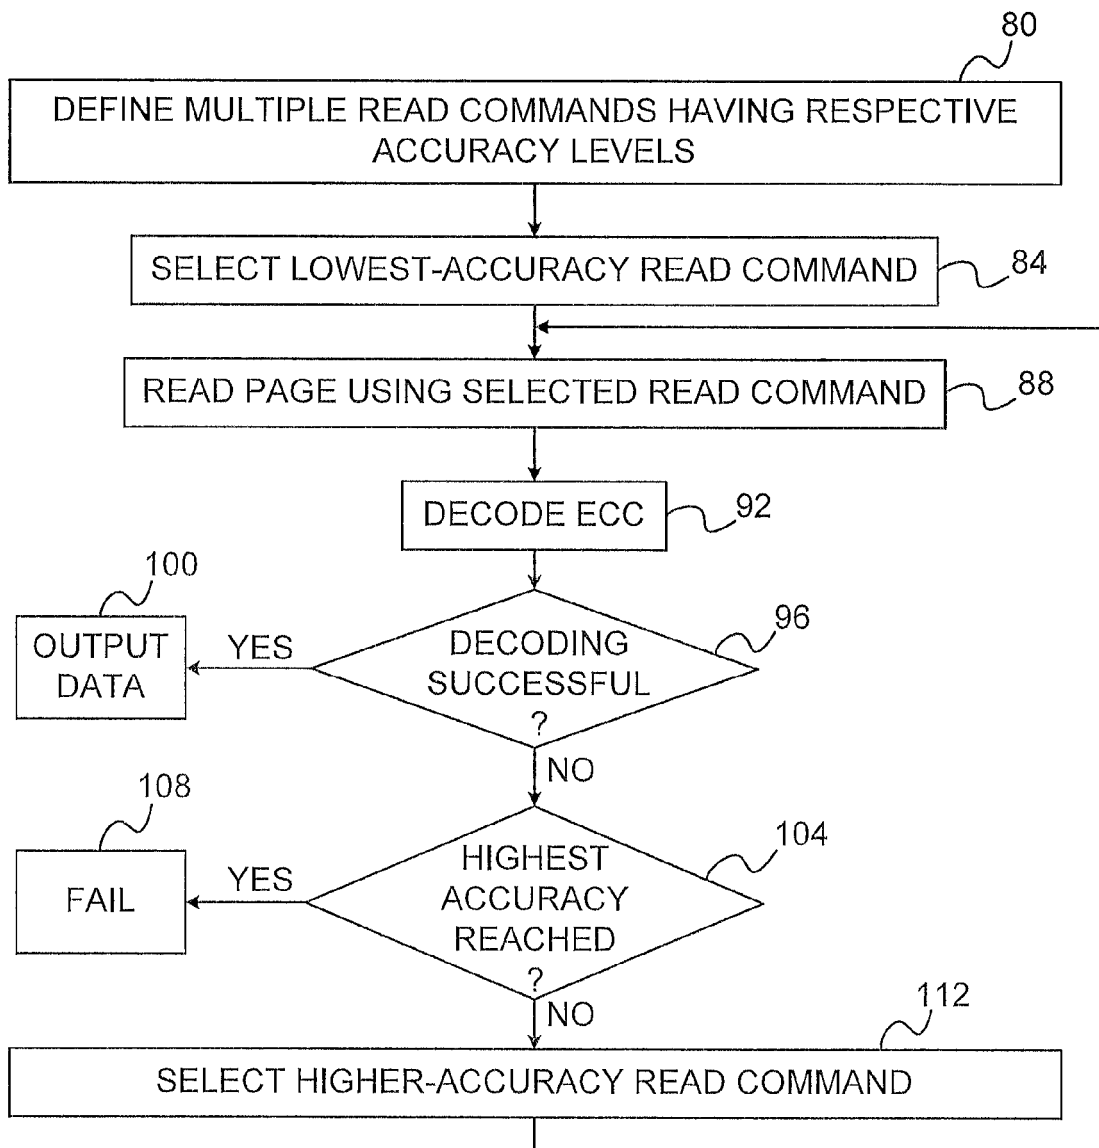 80
DEFINE MULTIPLE READ COMMANDS HAVING RESPECTIVE
ACCURACY LEVELS
SELECT LOWEST-ACCURACY READ COMMAND
84
READ PAGE USING SELECTED READ COMMAND
88
DECODE ECC
92
100
OUTPUT
DATA
YES
DECODING
SUCCESSFUL
?
96
NO
108
FAIL
YES
HIGHEST
ACCURACY
REACHED
?
104
NO
112
SELECT HIGHER-ACCURACY READ COMMAND